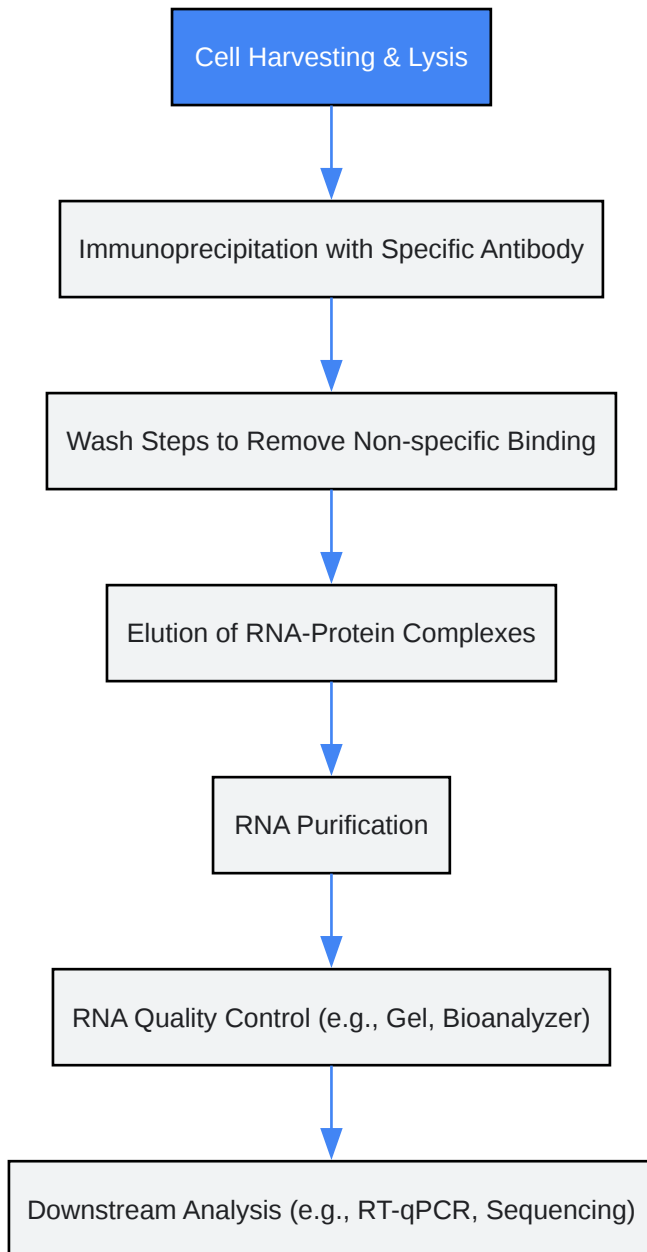 Cell Harvesting & Lysis
Immunoprecipitation with Specific Antibody
Wash Steps to Remove Non-specific Binding
Elution of RNA-Protein Complexes
RNA Purification
RNA Quality Control (e.g., Gel, Bioanalyzer)
Downstream Analysis (e.g., RT-qPCR, Sequencing)